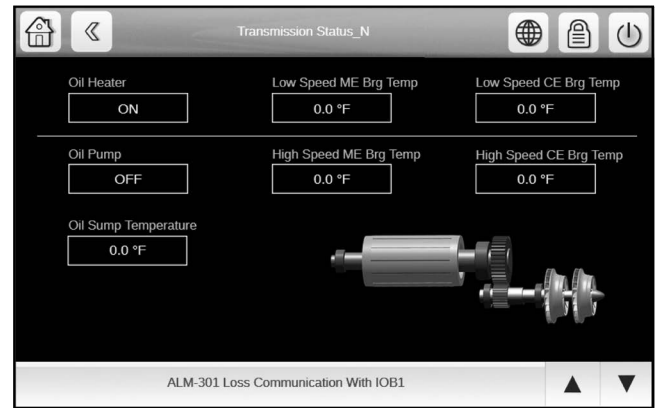 Transmission Status_N
Oil Heater
ON
Low Speed ME Brg Temp
0.0 °F
Low Speed CE Brg Temp
0.0 °F
Oil Pump
OFF
High Speed ME Brg Temp
0.0 °F
High Speed CE Brg Temp
0.0 °F
Oil Sump Temperature
0.0 °F
ALM-301 Loss Communication With IOB1